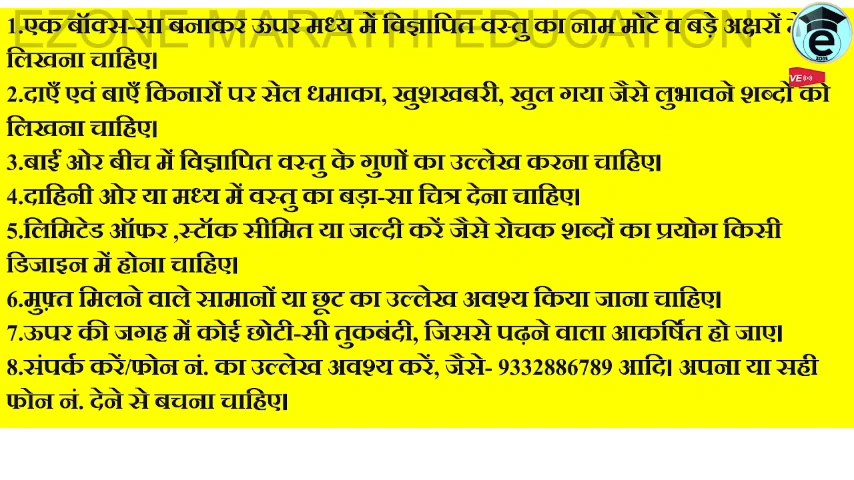 EZONE MARATHI EDUCATION
1.एक बॉक्स-सा बनाकर ऊपर मध्य में विज्ञापित वस्तु का नाम मोटे व बड़े अक्षरों
लिखना चाहिए।
2.दाएँ एवं बाएँ किनारों पर सेल धमाका, खुशखबरी, खुल गया जैसे लुभावने शब्दों को
लिखना चाहिए।
3.बाईं ओर बीच में विज्ञापित वस्तु के गुणों का उल्लेख करना चाहिए।
4.दाहिनी ओर या मध्य में वस्तु का बड़ा-सा चित्र देना चाहिए।
5.लिमिटेड ऑफर ,स्टॉक सीमित या जल्दी करें जैसे रोचक शब्दों का प्रयोग किसी
डिजाइन में होना चाहिए।
6.मुफ़्त मिलने वाले सामानों या छूट का उल्लेख अवश्य किया जाना चाहिए।
7.ऊपर की जगह में कोई छोटी-सी तुकबंदी, जिससे पढ़ने वाला आकर्षित हो जाए।
8.संपर्क करें/फोन नं. का उल्लेख अवश्य करें, जैसे- 9332886789 आदि। अपना या सही
फोन नं. देने से बचना चाहिए।
e
EZONE